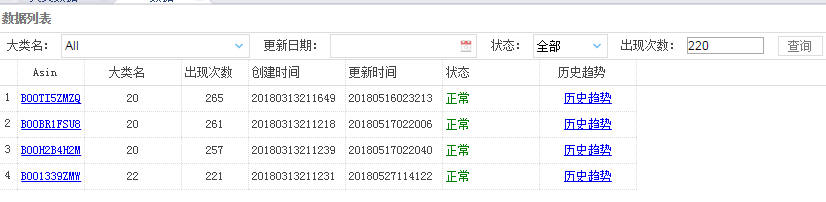 数据列表
大类名： All 更新日期： 状态： 全部 出现次数： 220 查询
Asin 大类名 出现次数 创建时间 更新时间 状态 历史趋势
1 B00TI5ZMZQ 20 265 20180313211649 20180516023213 正常 历史趋势
2 B00BR1FSU8 20 261 20180313211218 20180517022006 正常 历史趋势
3 B00H2B4H2M 20 257 20180313211239 20180517022040 正常 历史趋势
4 B001339ZMW 22 221 20180313211231 20180527114122 正常 历史趋势